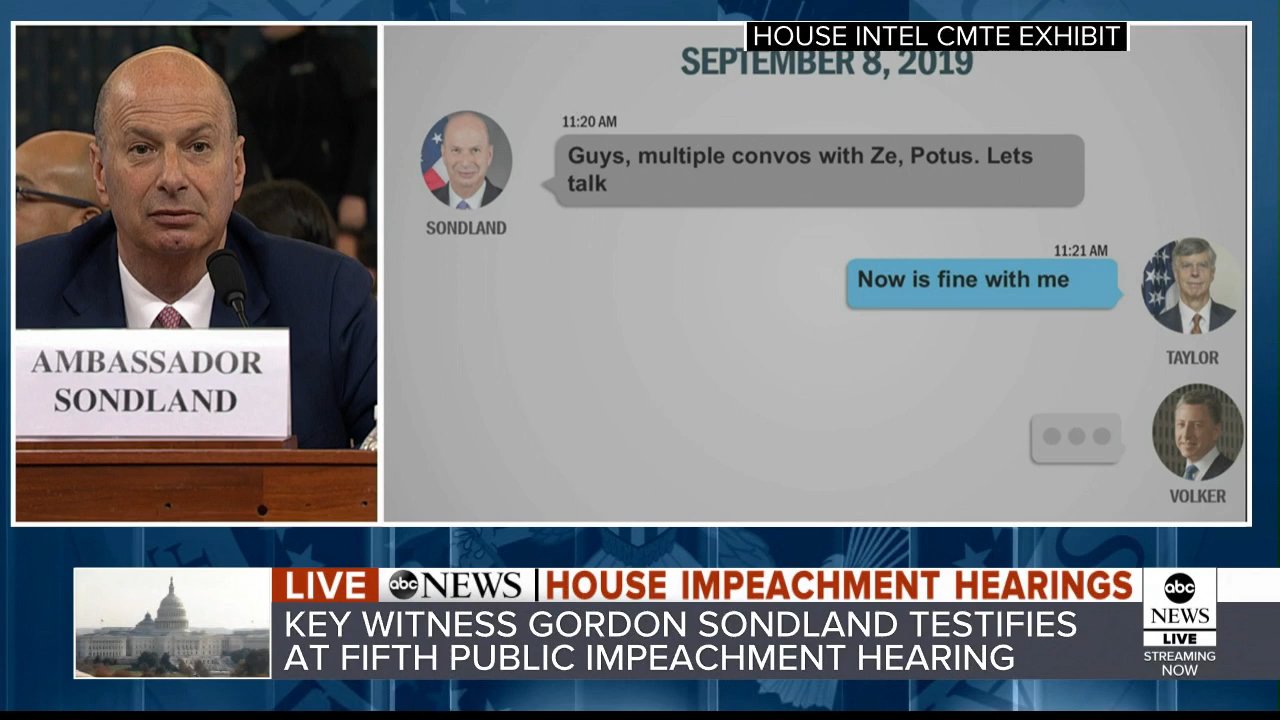 HOUSE INTEL CMTE EXHIBIT
SEPTEMBER 8, 2019
11:20 AM
Guys, multiple convos with Ze, Potus. Lets
talk
SONDLAND
11:21 AM
Now is fine with me
TAYLOR
VOLKER
AMBASSADOR
SONDLAND
LIVE abc NEWS HOUSE IMPEACHMENT HEARINGS
KEY WITNESS GORDON SONDLAND TESTIFIES
AT FIFTH PUBLIC IMPEACHMENT HEARING
abc
NEWS
LIVE
STREAMING
NOW